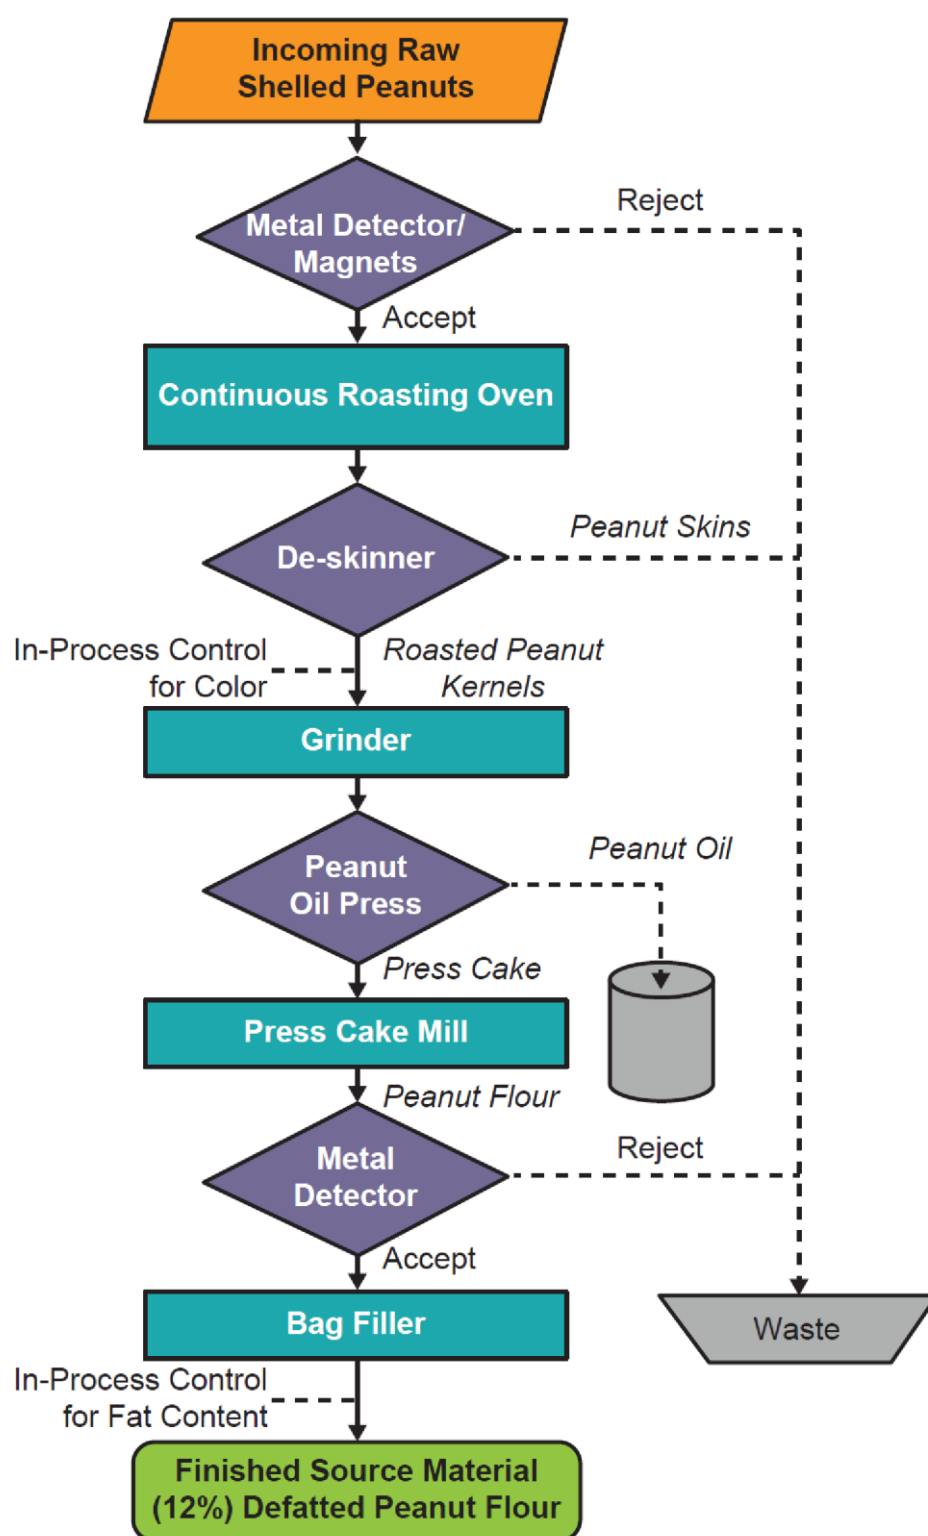 Incoming Raw
Shelled Peanuts
Metal Detector/
Magnets
Reject
Accept
Continuous Roasting Oven
De-skinner
Peanut Skins
In-Process Control
for Color
Roasted Peanut
Kernels
Grinder
Peanut
Oil Press
Peanut Oil
Press Cake
Press Cake Mill
Peanut Flour
Metal
Detector
Reject
Accept
Bag Filler
Waste
In-Process Control
for Fat Content
Finished Source Material
(12%) Defatted Peanut Flour